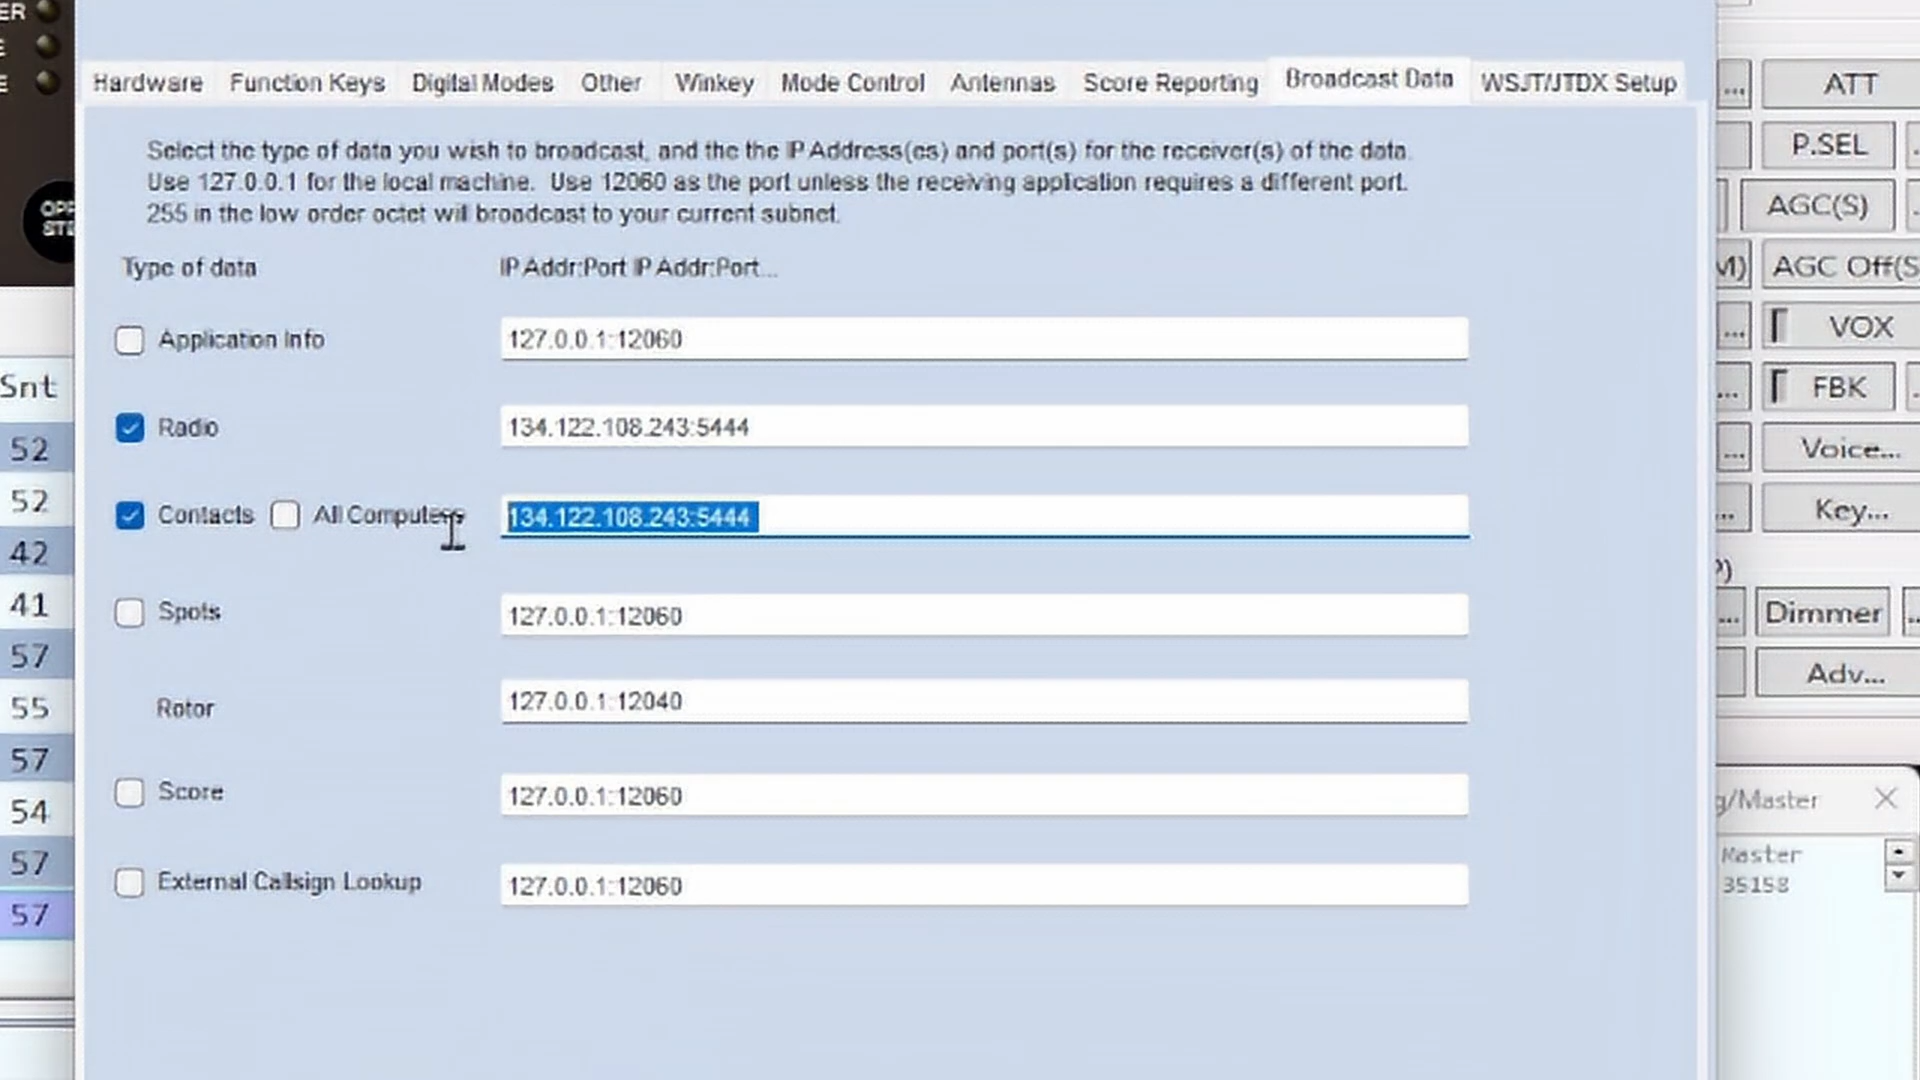 ER
E
E
Hardware Function Keys Digital Modes Other Winkey Mode Control Antennas Score Reporting Broadcast Data WSJT/JTDX Setup
Select the type of data you wish to broadcast, and the the IP Address(es) and port(s) for the receiver(s) of the data.
Use 127.0.0.1 for the local machine. Use 12060 as the port unless the receiving application requires a different port.
255 in the low order octet will broadcast to your current subnet.
Type of data IP Addr:Port IP Addr:Port...
Application Info 127.0.0.1:12060
Radio 134.122.108.243:5444
Contacts All Computers 134.122.108.243:5444
Spots 127.0.0.1:12060
Rotor 127.0.0.1:12040
Score 127.0.0.1:12060
External Callsign Lookup 127.0.0.1:12060
Snt
52
52
42
41
57
55
57
54
57
57
... ATT
P.SEL
AGC(S)
M) AGC Off(S
... VOX
... FBK
... Voice...
... Key...
P)
... Dimmer
Adv...
g/Master
Master
35158